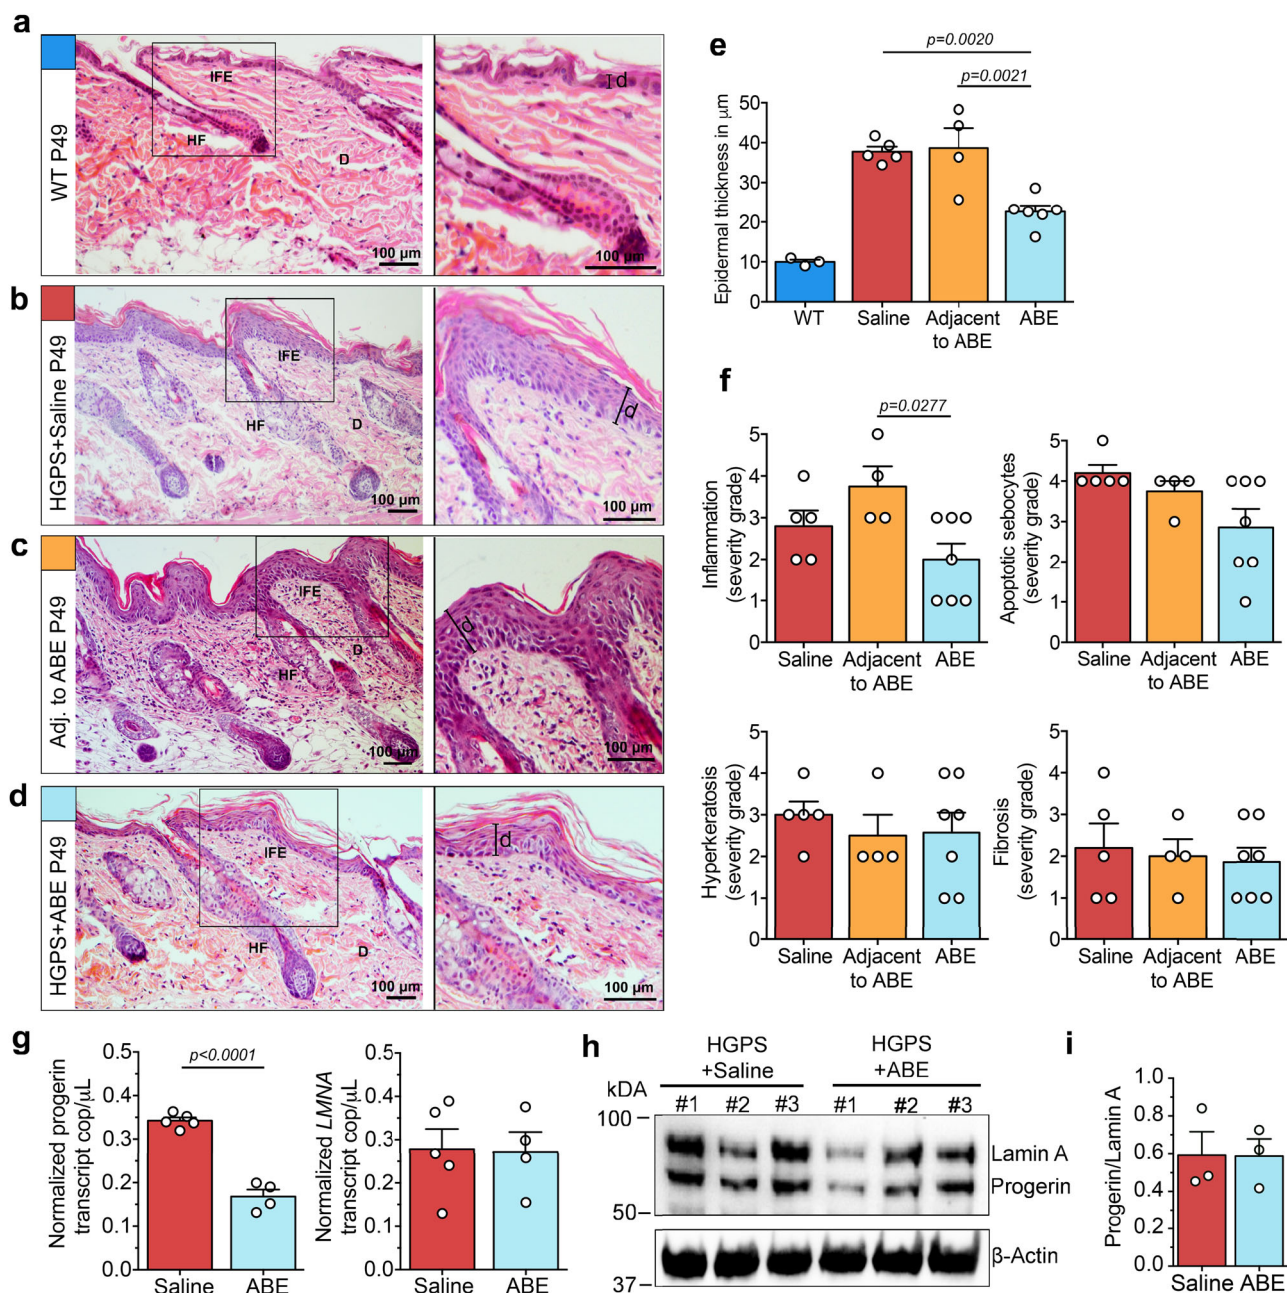 a
WT P49
IFE
HF
D
100 µm
d
100 µm
b
HGPS+Saline P49
IFE
HF
D
100 µm
d
100 µm
c
Adj. to ABE P49
IFE
HF
D
100 µm
d
100 µm
d
HGPS+ABE P49
IFE
HF
D
100 µm
d
100 µm
e
p=0.0020
p=0.0021
Epidermal thickness in µm
50
40
30
20
10
0
WT
Saline
Adjacent
to ABE
ABE
f
p=0.0277
Inflammation
(severity grade)
5
4
3
2
1
0
Saline
Adjacent
to ABE
ABE
Apoptotic sebocytes
(severity grade)
5
4
3
2
1
0
Saline
Adjacent
to ABE
ABE
Hyperkeratosis
(severity grade)
5
4
3
2
1
0
Saline
Adjacent
to ABE
ABE
Fibrosis
(severity grade)
5
4
3
2
1
0
Saline
Adjacent
to ABE
ABE
g
p<0.0001
Normalized progerin
transcript cop/µL
0.5
0.4
0.3
0.2
0.1
0.0
Saline
ABE
Normalized LMNA
transcript cop/µL
0.5
0.4
0.3
0.2
0.1
0.0
Saline
ABE
h
HGPS
+Saline
HGPS
+ABE
kDA
#1 #2 #3 #1 #2 #3
100
Lamin A
Progerin
50
β-Actin
37
i
Progerin/Lamin A
1.0
0.8
0.6
0.4
0.2
0.0
Saline
ABE